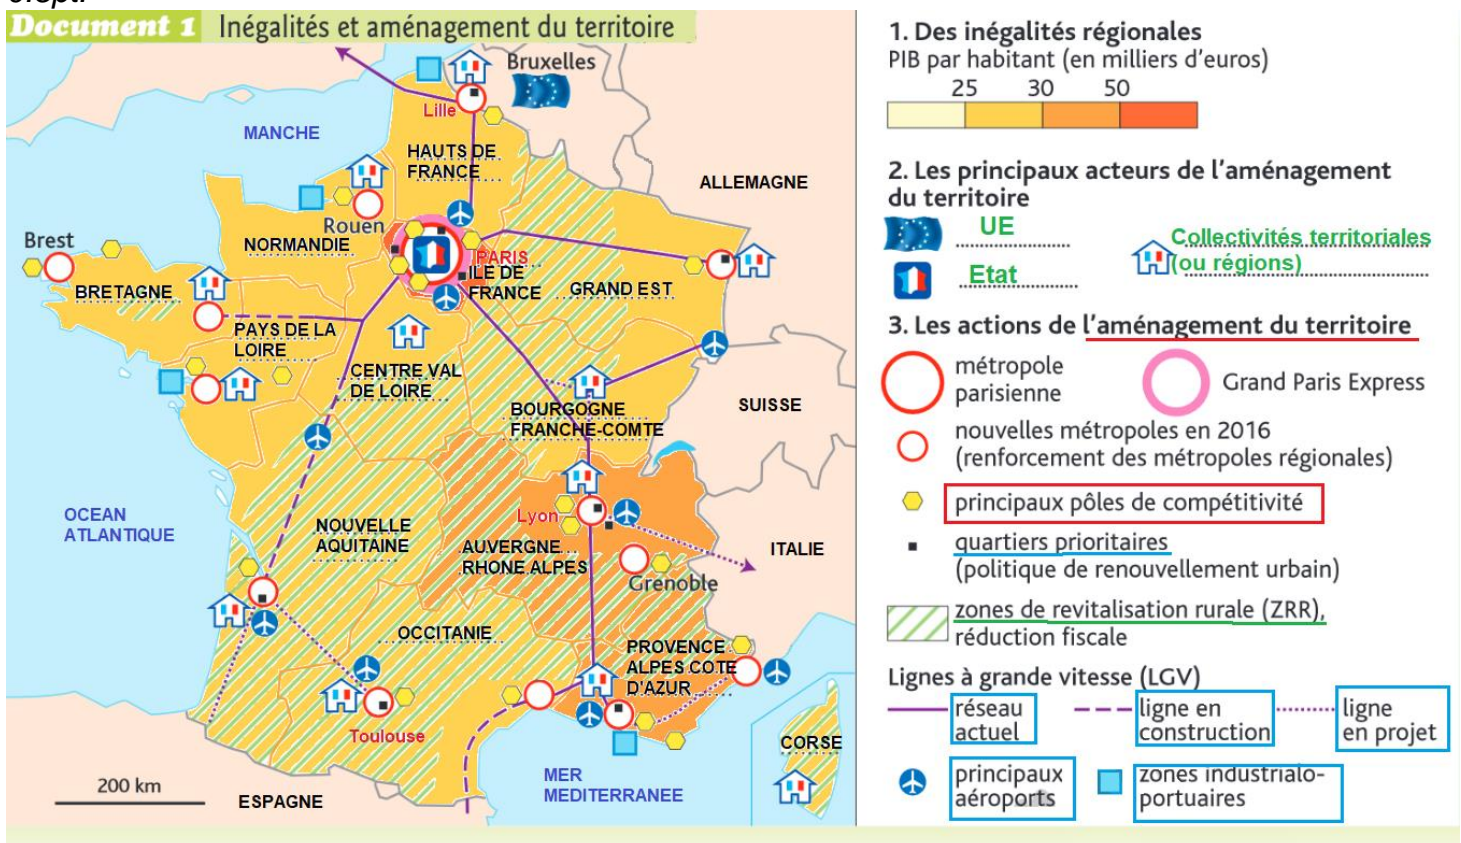 Document 1 Inégalités et aménagement du territoire
Bruxelles
Lille
MANCHE
HAUTS DE
FRANCE
ALLEMAGNE
Rouen
Brest
NORMANDIE
PARIS
ILE DE
FRANCE
GRAND EST
BRETAGNE
PAYS DE LA
LOIRE
CENTRE VAL
DE LOIRE
BOURGOGNE
FRANCHE-COMTE
SUISSE
OCEAN
ATLANTIQUE
NOUVELLE
AQUITAINE
Lyon
AUVERGNE
RHONE ALPES
ITALIE
Grenoble
OCCITANIE
PROVENCE
ALPES COTE
D'AZUR
Toulouse
CORSE
200 km
ESPAGNE
MER
MEDITERRANEE
1. Des inégalités régionales
PIB par habitant (en milliers d'euros)
25 30 50
2. Les principaux acteurs de l'aménagement
du territoire
UE
Etat
Collectivités territoriales
(ou régions)
3. Les actions de l'aménagement du territoire
métropole
parisienne
Grand Paris Express
nouvelles métropoles en 2016
(renforcement des métropoles régionales)
principaux pôles de compétitivité
quartiers prioritaires
(politique de renouvellement urbain)
zones de revitalisation rurale (ZRR),
réduction fiscale
Lignes à grande vitesse (LGV)
réseau
actuel
ligne en
construction
ligne
en projet
principaux
aéroports
zones industrialo-
portuaires